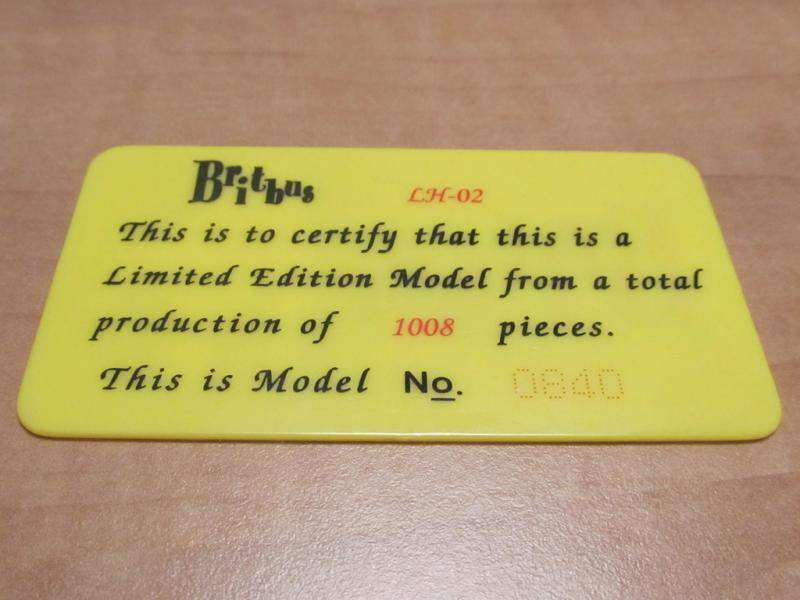 Britbus LH-02
This is to certify that this is a
Limited Edition Model from a total
production of 1008 pieces.
This is Model No. 0840